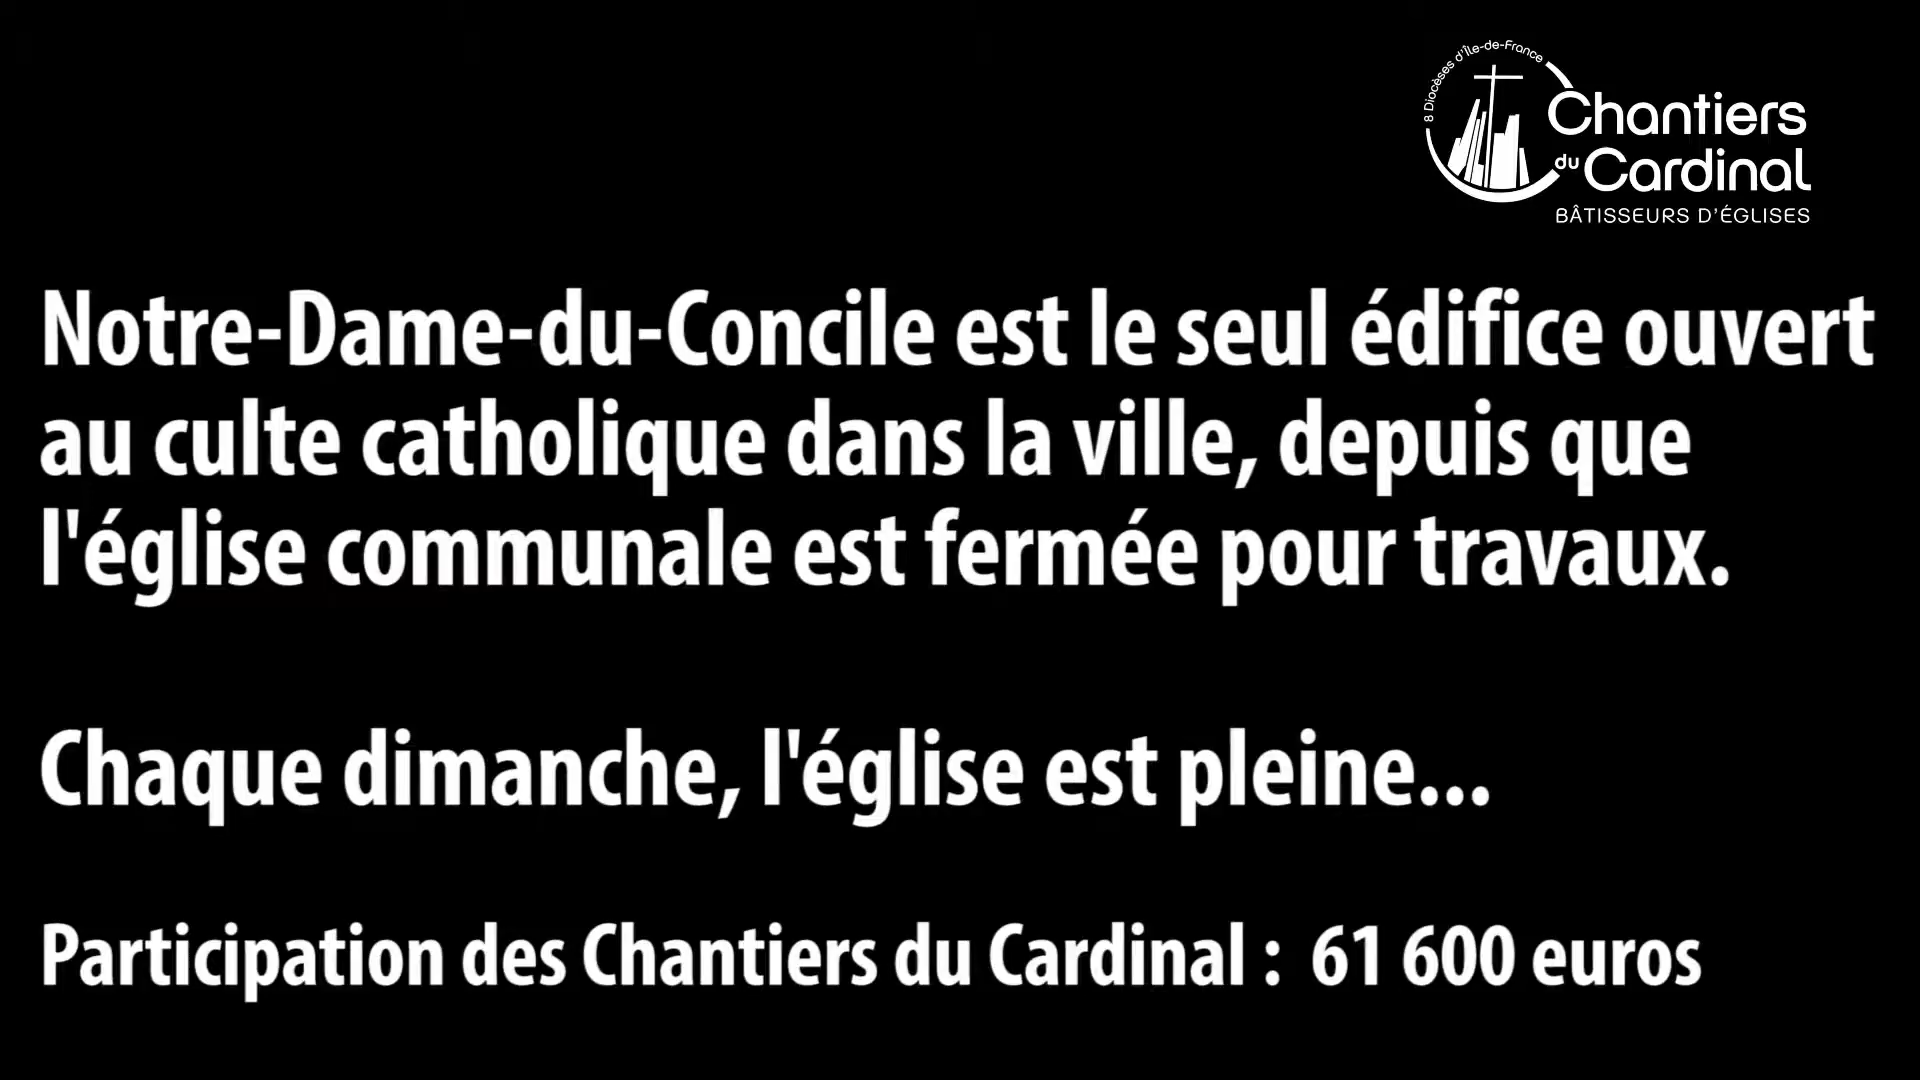 8 Diocèses d'Île-de-France
Chantiers
du Cardinal
BÂTISSEURS D'ÉGLISES
Notre-Dame-du-Concile est le seul édifice ouvert
au culte catholique dans la ville, depuis que
l'église communale est fermée pour travaux.
Chaque dimanche, l'église est pleine...
Participation des Chantiers du Cardinal : 61 600 euros